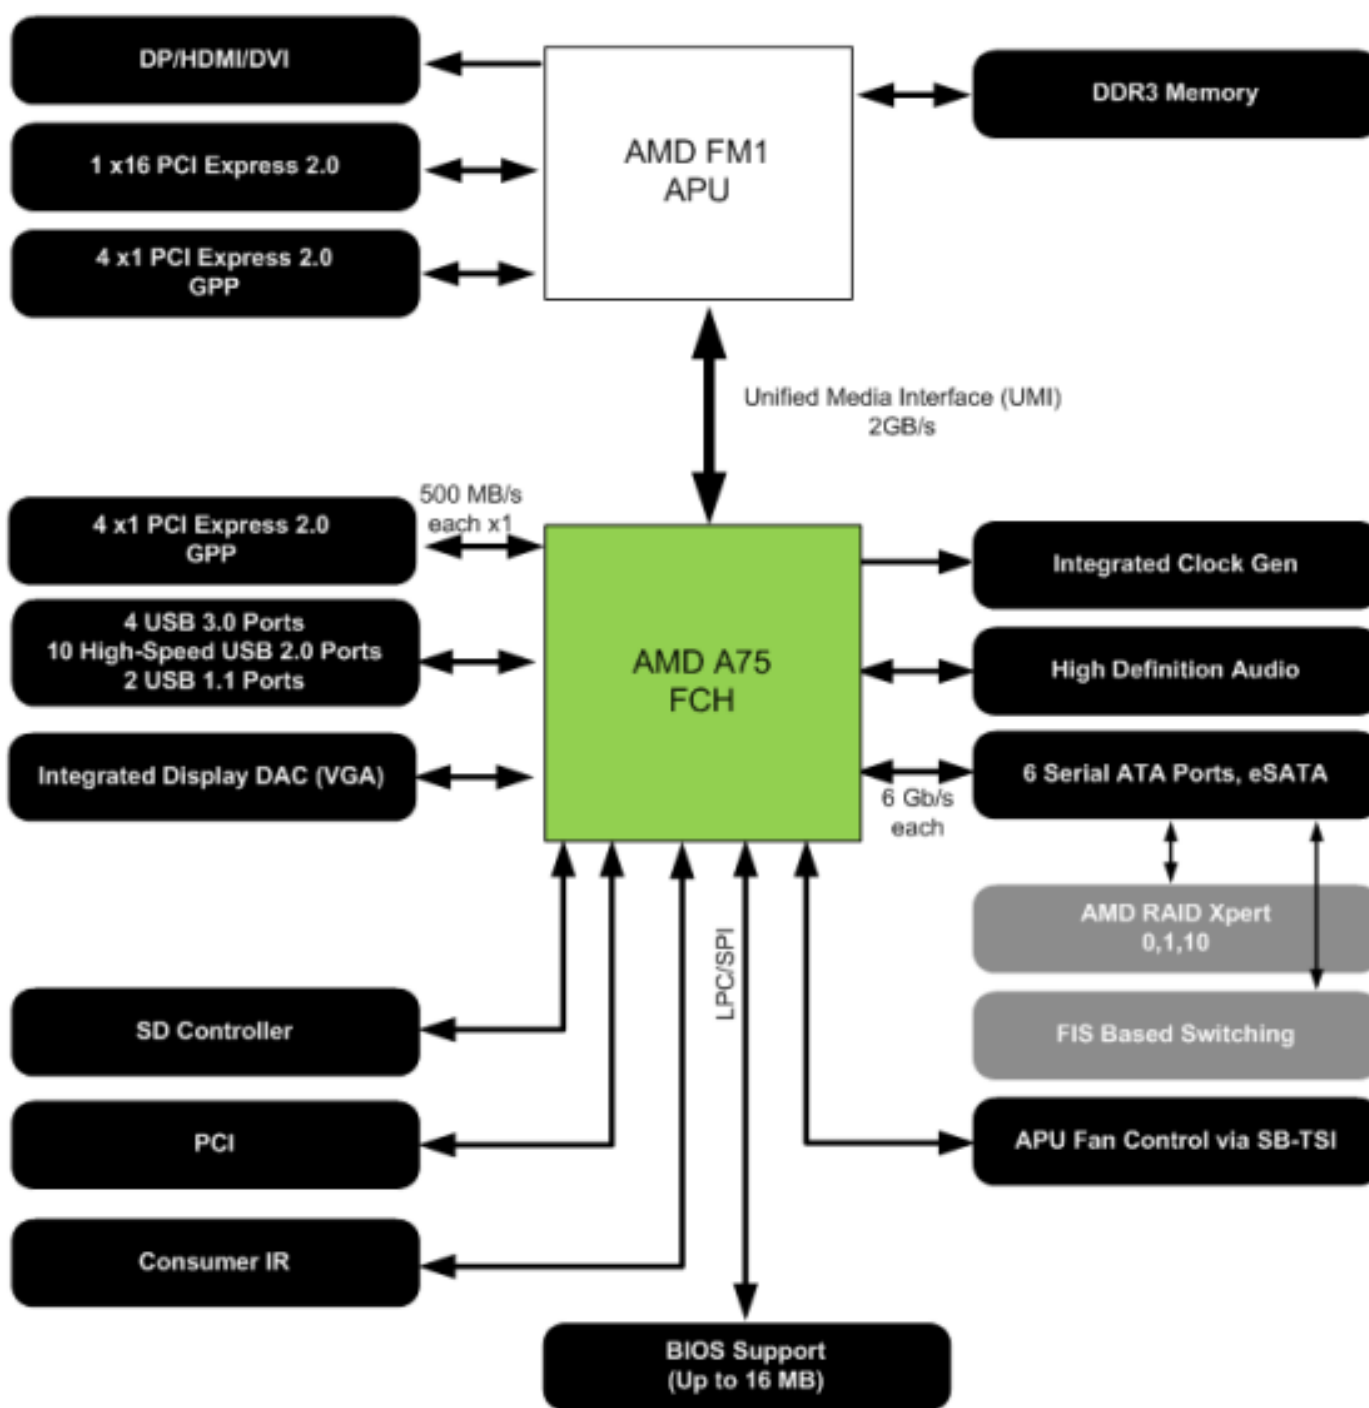 DP/HDMI/DVI
1 x16 PCI Express 2.0
4 x1 PCI Express 2.0
GPP
AMD FM1
APU
DDR3 Memory
Unified Media Interface (UMI)
2GB/s
500 MB/s
each x1
4 x1 PCI Express 2.0
GPP
4 USB 3.0 Ports
10 High-Speed USB 2.0 Ports
2 USB 1.1 Ports
Integrated Display DAC (VGA)
AMD A75
FCH
Integrated Clock Gen
High Definition Audio
6 Serial ATA Ports, eSATA
6 Gb/s
each
AMD RAID Xpert
0,1,10
FIS Based Switching
APU Fan Control via SB-TSI
LPC/SPI
SD Controller
PCI
Consumer IR
BIOS Support
(Up to 16 MB)